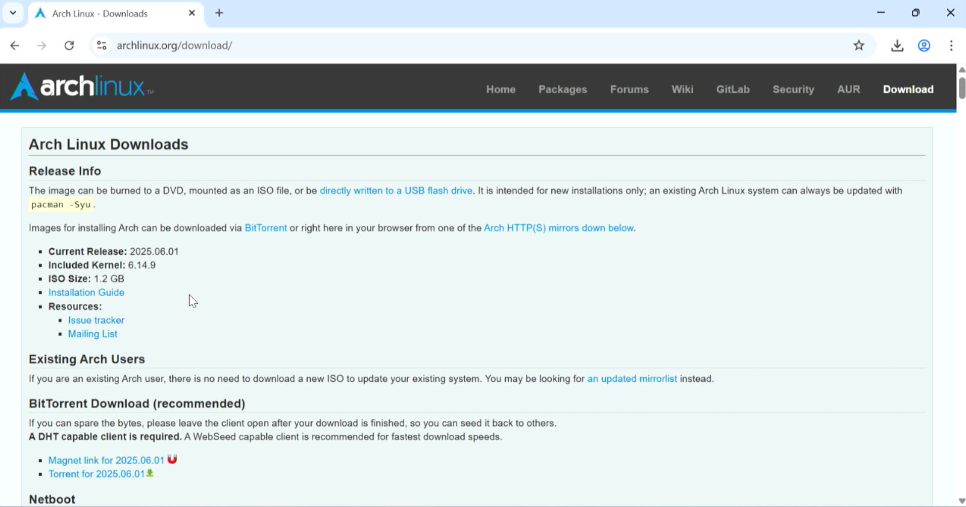 Arch Linux - Downloads
archlinux.org/download/
archlinux TM
Home Packages Forums Wiki GitLab Security AUR Download
Arch Linux Downloads
Release Info
The image can be burned to a DVD, mounted as an ISO file, or be directly written to a USB flash drive. It is intended for new installations only; an existing Arch Linux system can always be updated with
pacman -Syu .
Images for installing Arch can be downloaded via BitTorrent or right here in your browser from one of the Arch HTTP(S) mirrors down below.
Current Release: 2025.06.01
Included Kernel: 6.14.9
ISO Size: 1.2 GB
Installation Guide
Resources:
Issue tracker
Mailing List
Existing Arch Users
If you are an existing Arch user, there is no need to download a new ISO to update your existing system. You may be looking for an updated mirrorlist instead.
BitTorrent Download (recommended)
If you can spare the bytes, please leave the client open after your download is finished, so you can seed it back to others.
A DHT capable client is required. A WebSeed capable client is recommended for fastest download speeds.
Magnet link for 2025.06.01
Torrent for 2025.06.01
Netboot